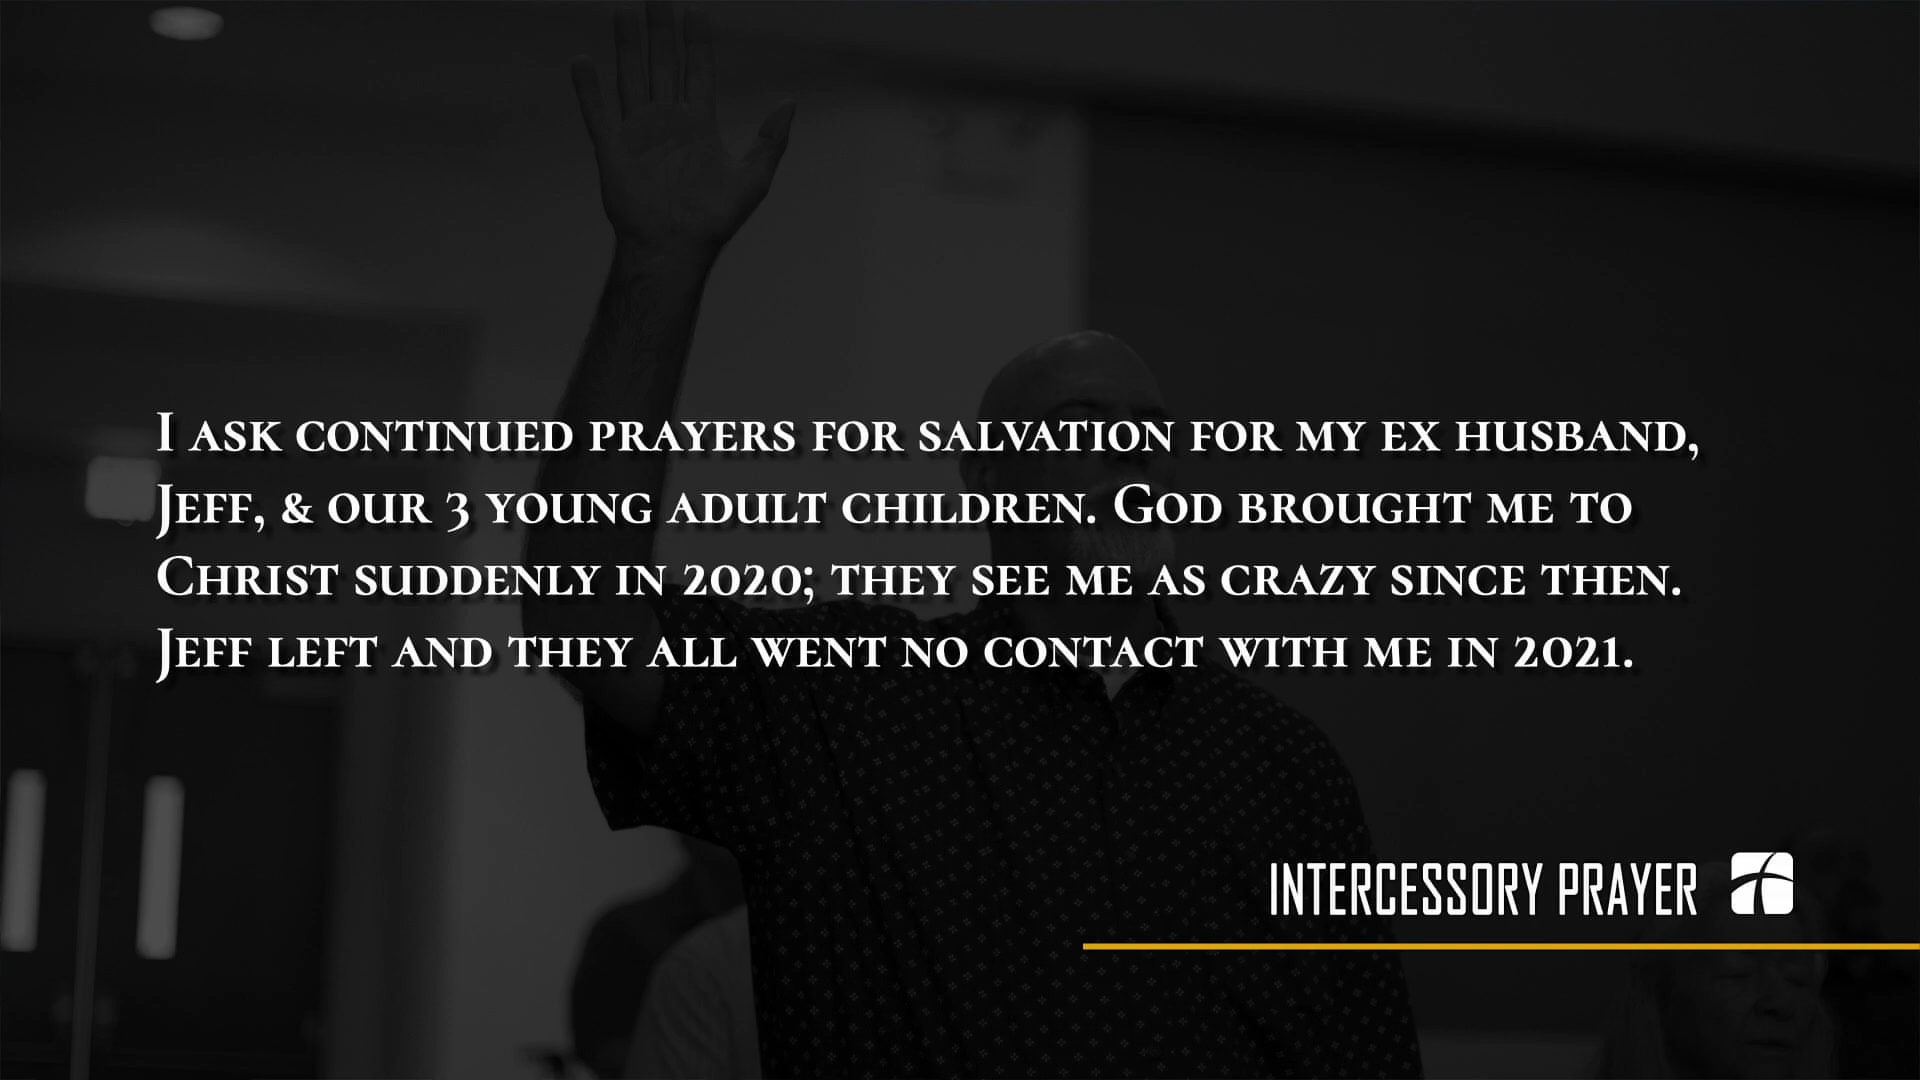 I ask continued prayers for salvation for my ex husband,
Jeff, & our 3 young adult children. God brought me to
Christ suddenly in 2020; they see me as crazy since then.
Jeff left and they all went no contact with me in 2021.
INTERCESSORY PRAYER